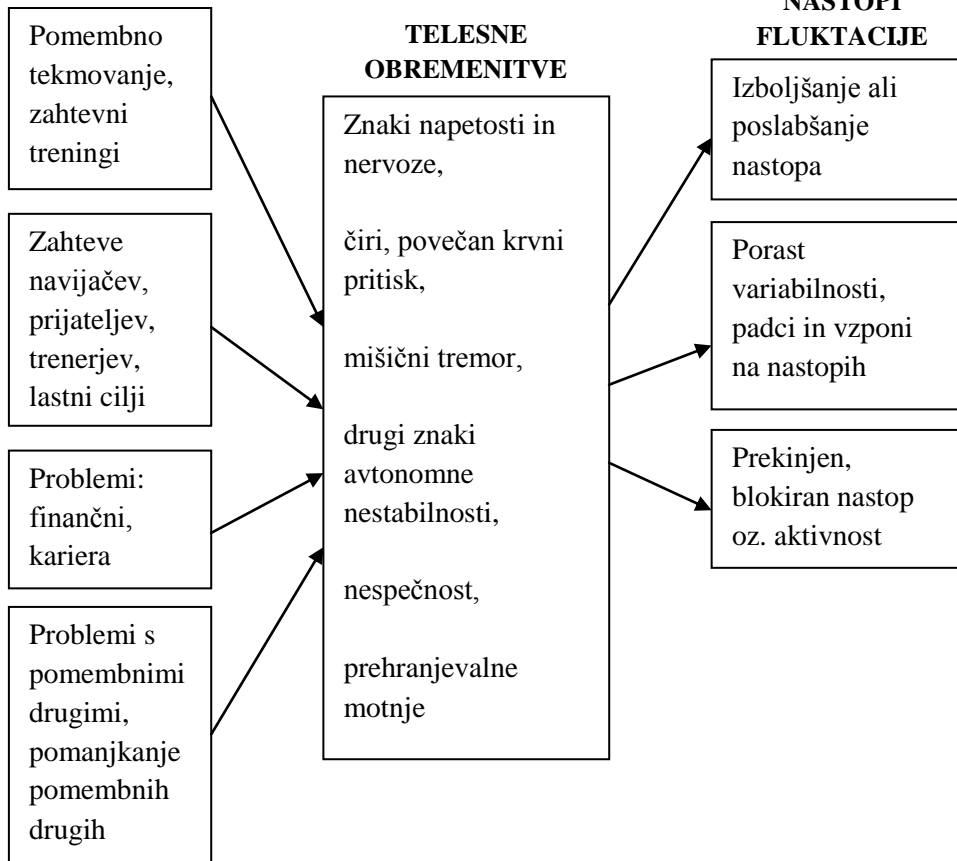 Pomembno
tekmovanje,
zahtevni
treningi
Zahteve
navijačev,
prijateljev,
trenerjev,
lastni cilji
Problemi:
finančni,
kariera
Problemi s
pomembnimi
drugimi,
pomanjkanje
pomembnih
drugih
TELESNE
OBREMENITVE
Znaki napetosti in
nervoze,
čiri, povečan krvni
pritisk,
mišični tremor,
drugi znaki
avtonomne
nestabilnosti,
nespečnost,
prehranjevalne
motnje
NASTOPI
FLUKTACIJE
Izboljšanje ali
poslabšanje
nastopa
Porast
variabilnosti,
padci in vzponi
na nastopih
Prekinjen,
blokiran nastop
oz. aktivnost